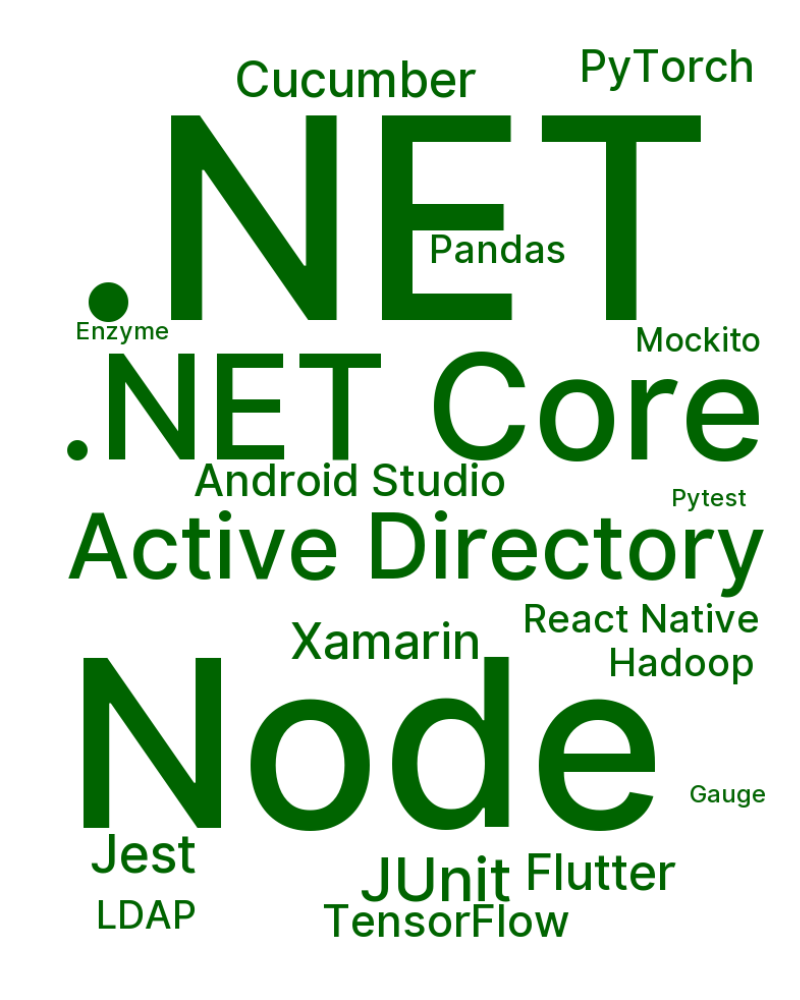 PyTorch
Cucumber
.NET
Pandas
Enzyme
Mockito
.NET Core
Android Studio
Pytest
Active Directory
React Native
Xamarin
Hadoop
Node
Gauge
Jest
JUnit
Flutter
LDAP
TensorFlow